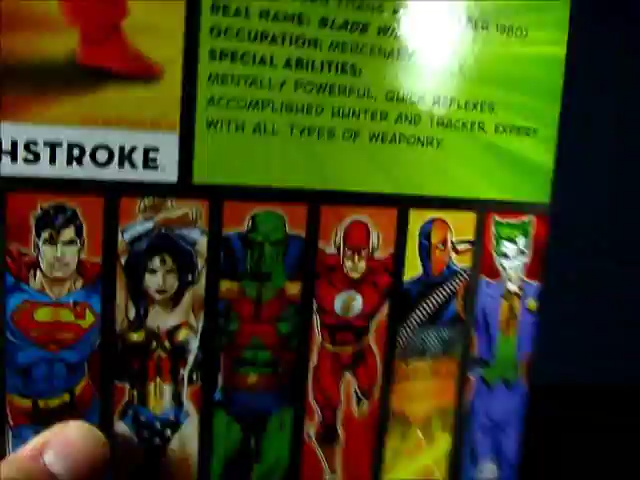 REAL NAME: SLADE
OCCUPATION: MERCENARY
SPECIAL ABILITIES:
MENTALLY POWERFUL, QUICK REFLEXES,
ACCOMPLISHED HUNTER AND TRACKER, EXPERT
WITH ALL TYPES OF WEAPONRY
HSTROKE
S